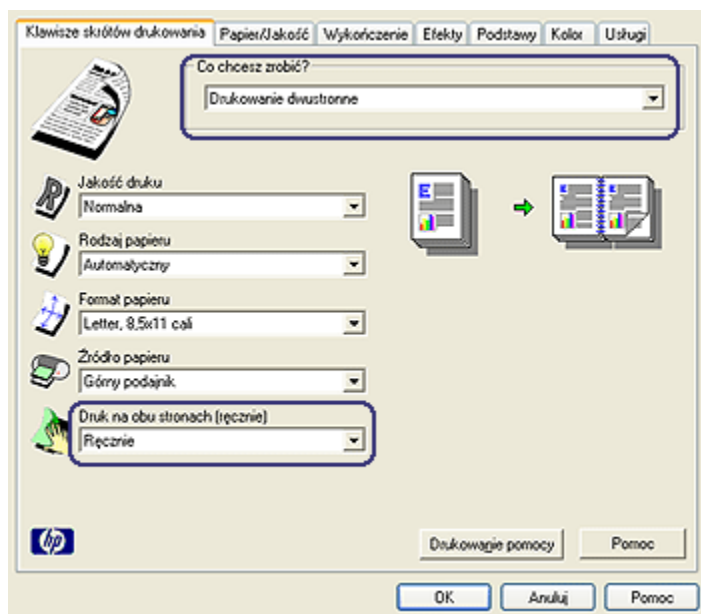 Klawisze skrótów drukowania Papier/Jakość Wykończenie Efekty Podstawy Kolor Usługi
Co chcesz zrobić?
Drukowanie dwustronne
Jakość druku
Normalna
Rodzaj papieru
Automatyczny
Format papieru
Letter, 8,5x11 cali
Źródło papieru
Górny podajnik
Druk na obu stronach (ręcznie)
Ręcznie
hp
Drukowanie pomocy Pomoc
OK Anuluj Pomoc